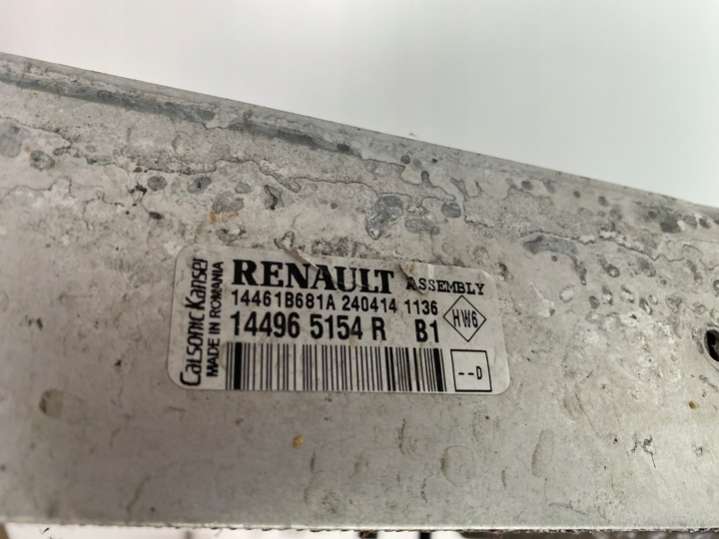 Calsonic Kansei
MADE IN ROMANIA
RENAULT ASSEMBLY
14461B681A 240414 1136
14496 5154 R B1
HW6
--D